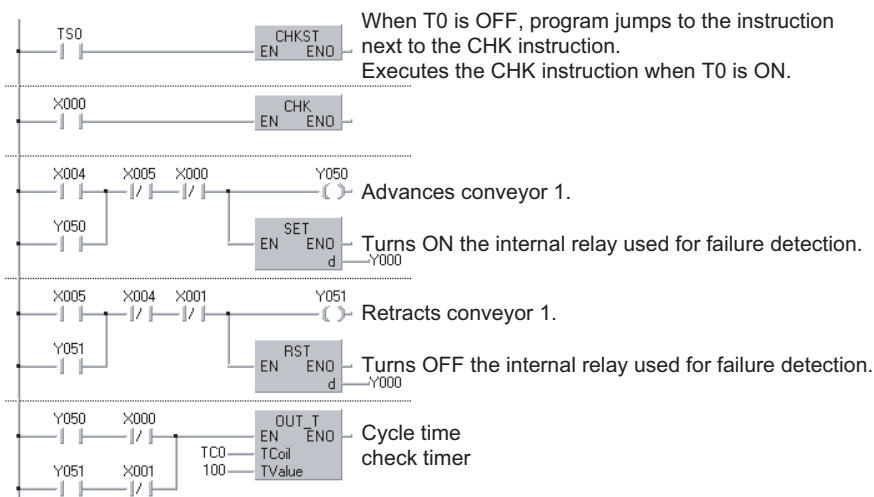 TS0
CHKST
EN ENO
When T0 is OFF, program jumps to the instruction
next to the CHK instruction.
Executes the CHK instruction when T0 is ON.
X000
CHK
EN ENO
X004 X005 X000 Y050
Advances conveyor 1.
Y050
SET
EN ENO
d Y000
Turns ON the internal relay used for failure detection.
X005 X004 X001 Y051
Retracts conveyor 1.
Y051
RST
EN ENO
d Y000
Turns OFF the internal relay used for failure detection.
Y050 X000
OUT_T
EN ENO
TC0 TCoil
100 TValue
Cycle time
check timer
Y051 X001